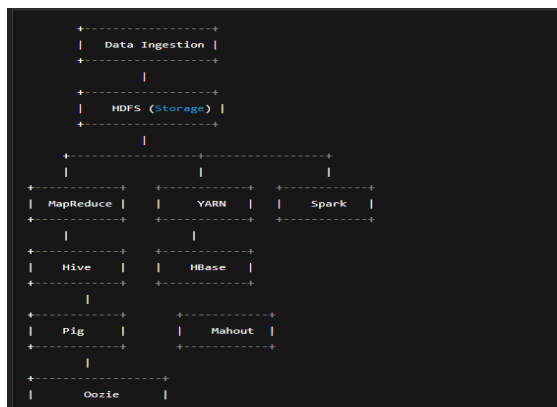 Data Ingestion
HDFS (Storage)
MapReduce YARN Spark
Hive HBase
Pig Mahout
Oozie